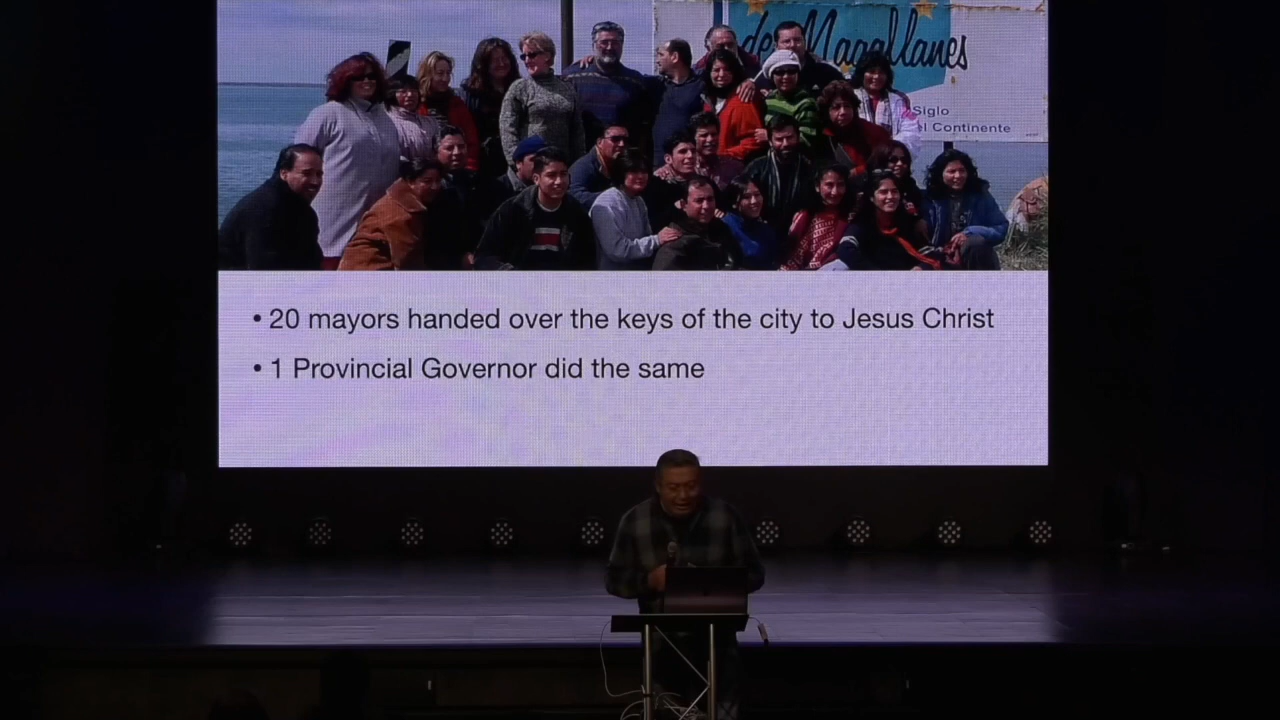 de Magallanes
Siglo
el Continente
• 20 mayors handed over the keys of the city to Jesus Christ
• 1 Provincial Governor did the same